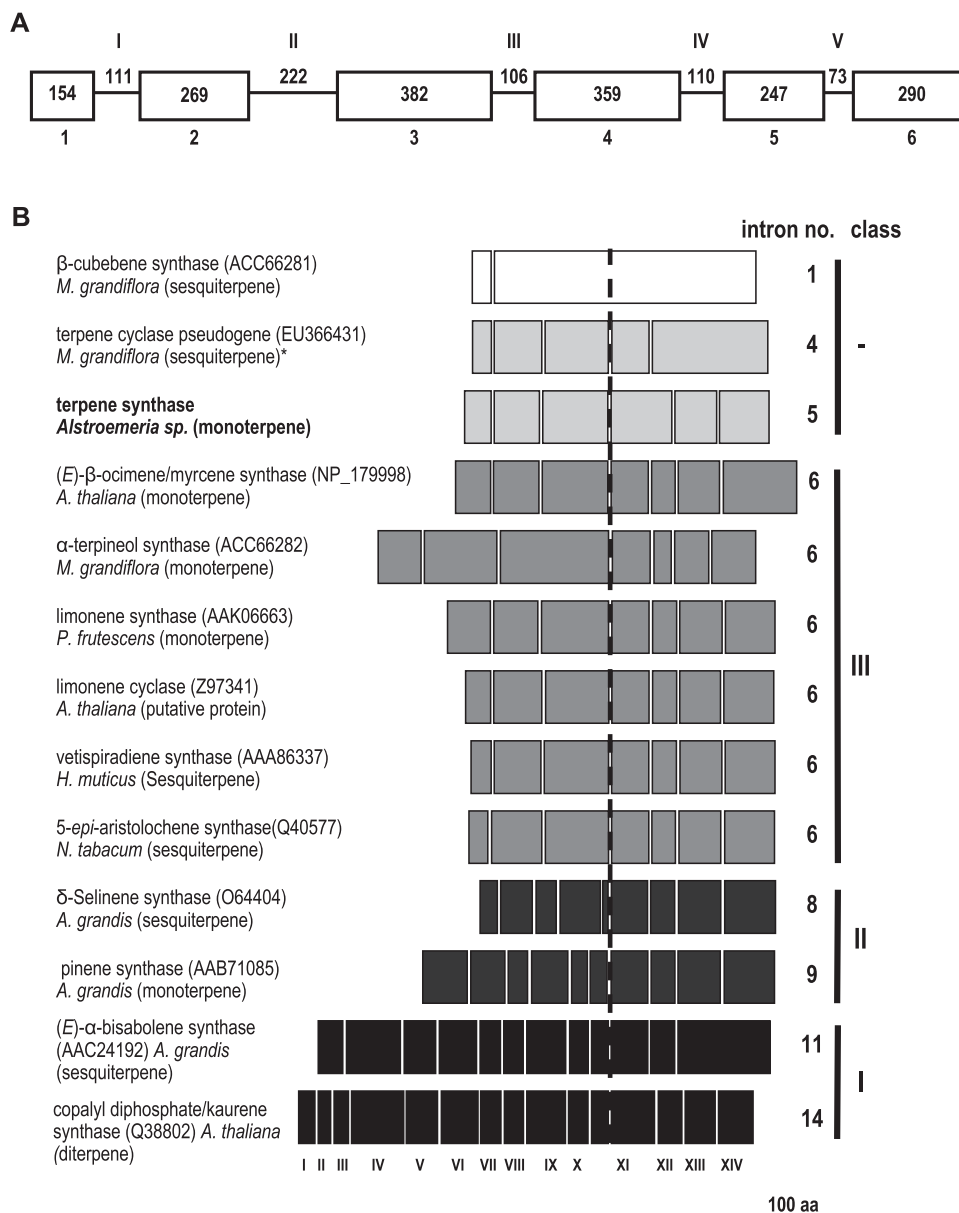 A
I II III IV V
111 222 106 110 73
154 269 382 359 247 290
1 2 3 4 5 6
B
intron no. class
β-cubebene synthase (ACC66281)
M. grandiflora (sesquiterpene)
1
terpene cyclase pseudogene (EU366431)
M. grandiflora (sesquiterpene)*
4
-
terpene synthase
Alstroemeria sp. (monoterpene)
5
(E)-β-ocimene/myrcene synthase (NP_179998)
A. thaliana (monoterpene)
6
α-terpineol synthase (ACC66282)
M. grandiflora (monoterpene)
6
limonene synthase (AAK06663)
P. frutescens (monoterpene)
6
III
limonene cyclase (Z97341)
A. thaliana (putative protein)
6
vetispiradiene synthase (AAA86337)
H. muticus (Sesquiterpene)
6
5-epi-aristolochene synthase(Q40577)
N. tabacum (sesquiterpene)
6
δ-Selinene synthase (O64404)
A. grandis (sesquiterpene)
8
II
pinene synthase (AAB71085)
A. grandis (monoterpene)
9
(E)-α-bisabolene synthase
(AAC24192) A. grandis
(sesquiterpene)
11
I
copalyl diphosphate/kaurene
synthase (Q38802) A. thaliana
(diterpene)
14
I II III IV V VI VII VIII IX X XI XII XIII XIV
100 aa